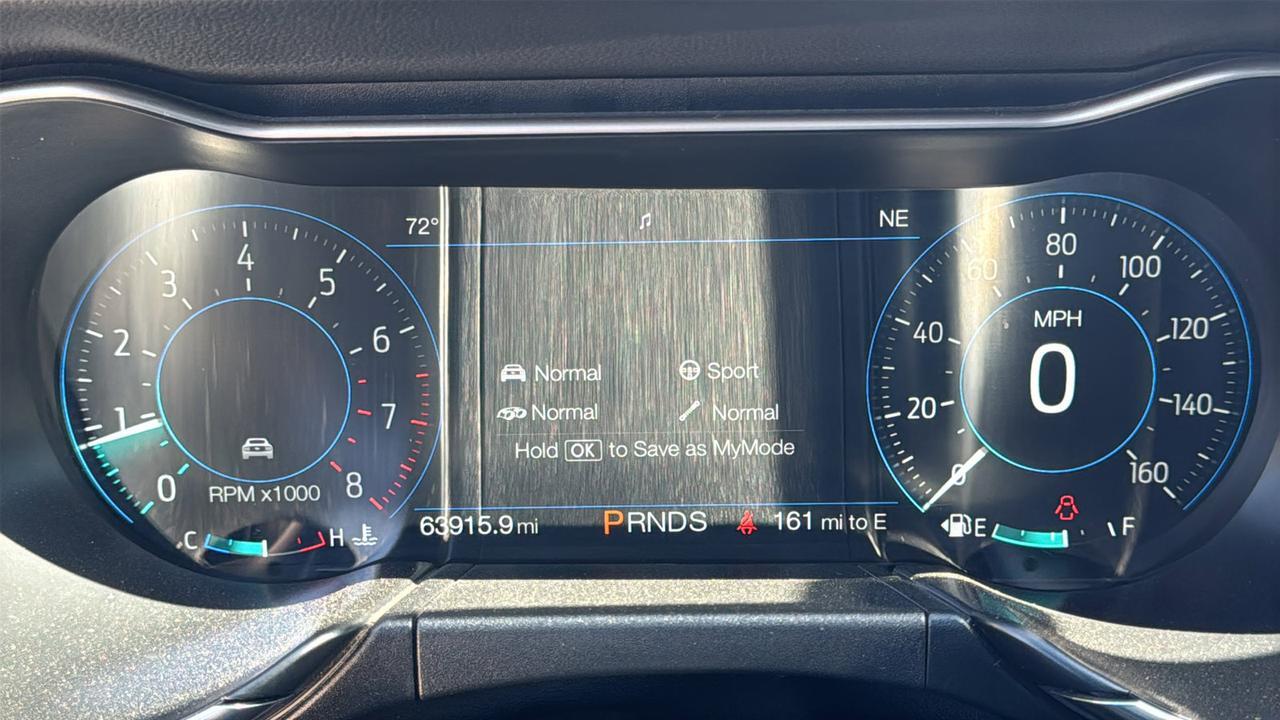 72°
NE
0
1
2
3
4
5
6
7
8
RPM x1000
C
H
Normal
Sport
Normal
Normal
Hold OK to Save as MyMode
63915.9 mi
PRNDS
161 mi to E
0
20
40
60
80
100
120
140
160
MPH
0
E
F